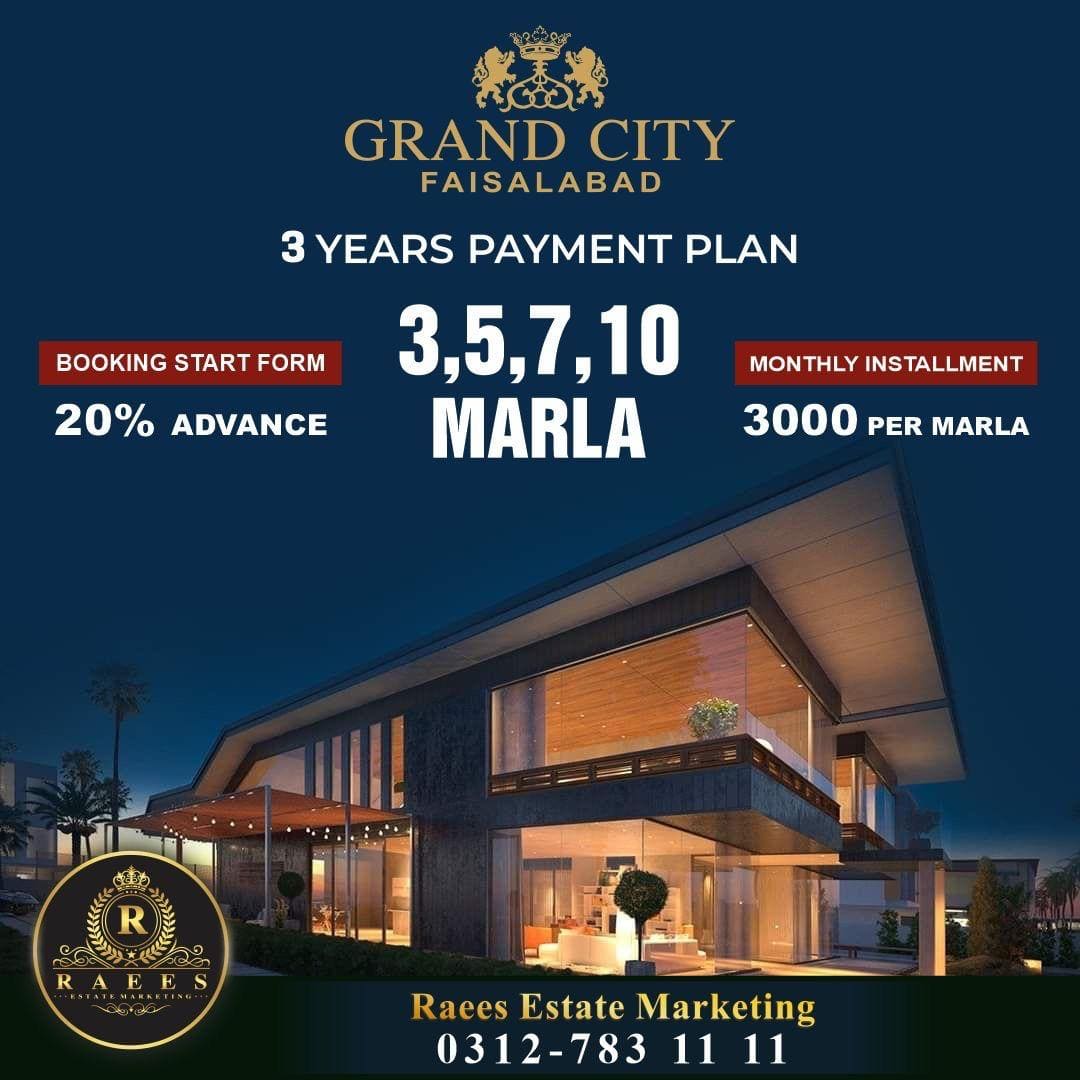 GRAND CITY
FAISALABAD
3 YEARS PAYMENT PLAN
BOOKING START FORM
20% ADVANCE
3,5,7,10
MARLA
MONTHLY INSTALLMENT
3000 PER MARLA
R
RAEES
ESTATE MARKETING
Raees Estate Marketing
0312-783 11 11